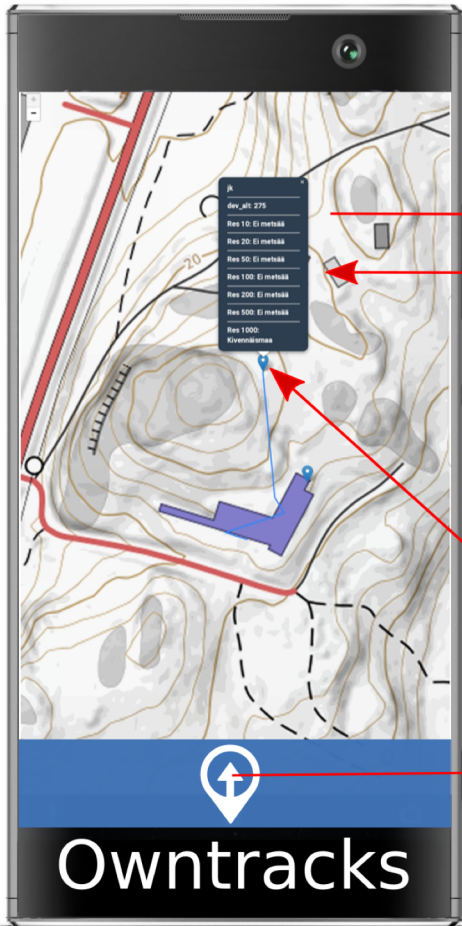 +
-
jk
dev_alt: 275
Res 10: Ei metsää
Res 20: Ei metsää
Res 50: Ei metsää
-20
Res 100: Ei metsää
Res 200: Ei metsää
Res 500: Ei metsää
Res 1000:
Kivennäismaa
Owntracks